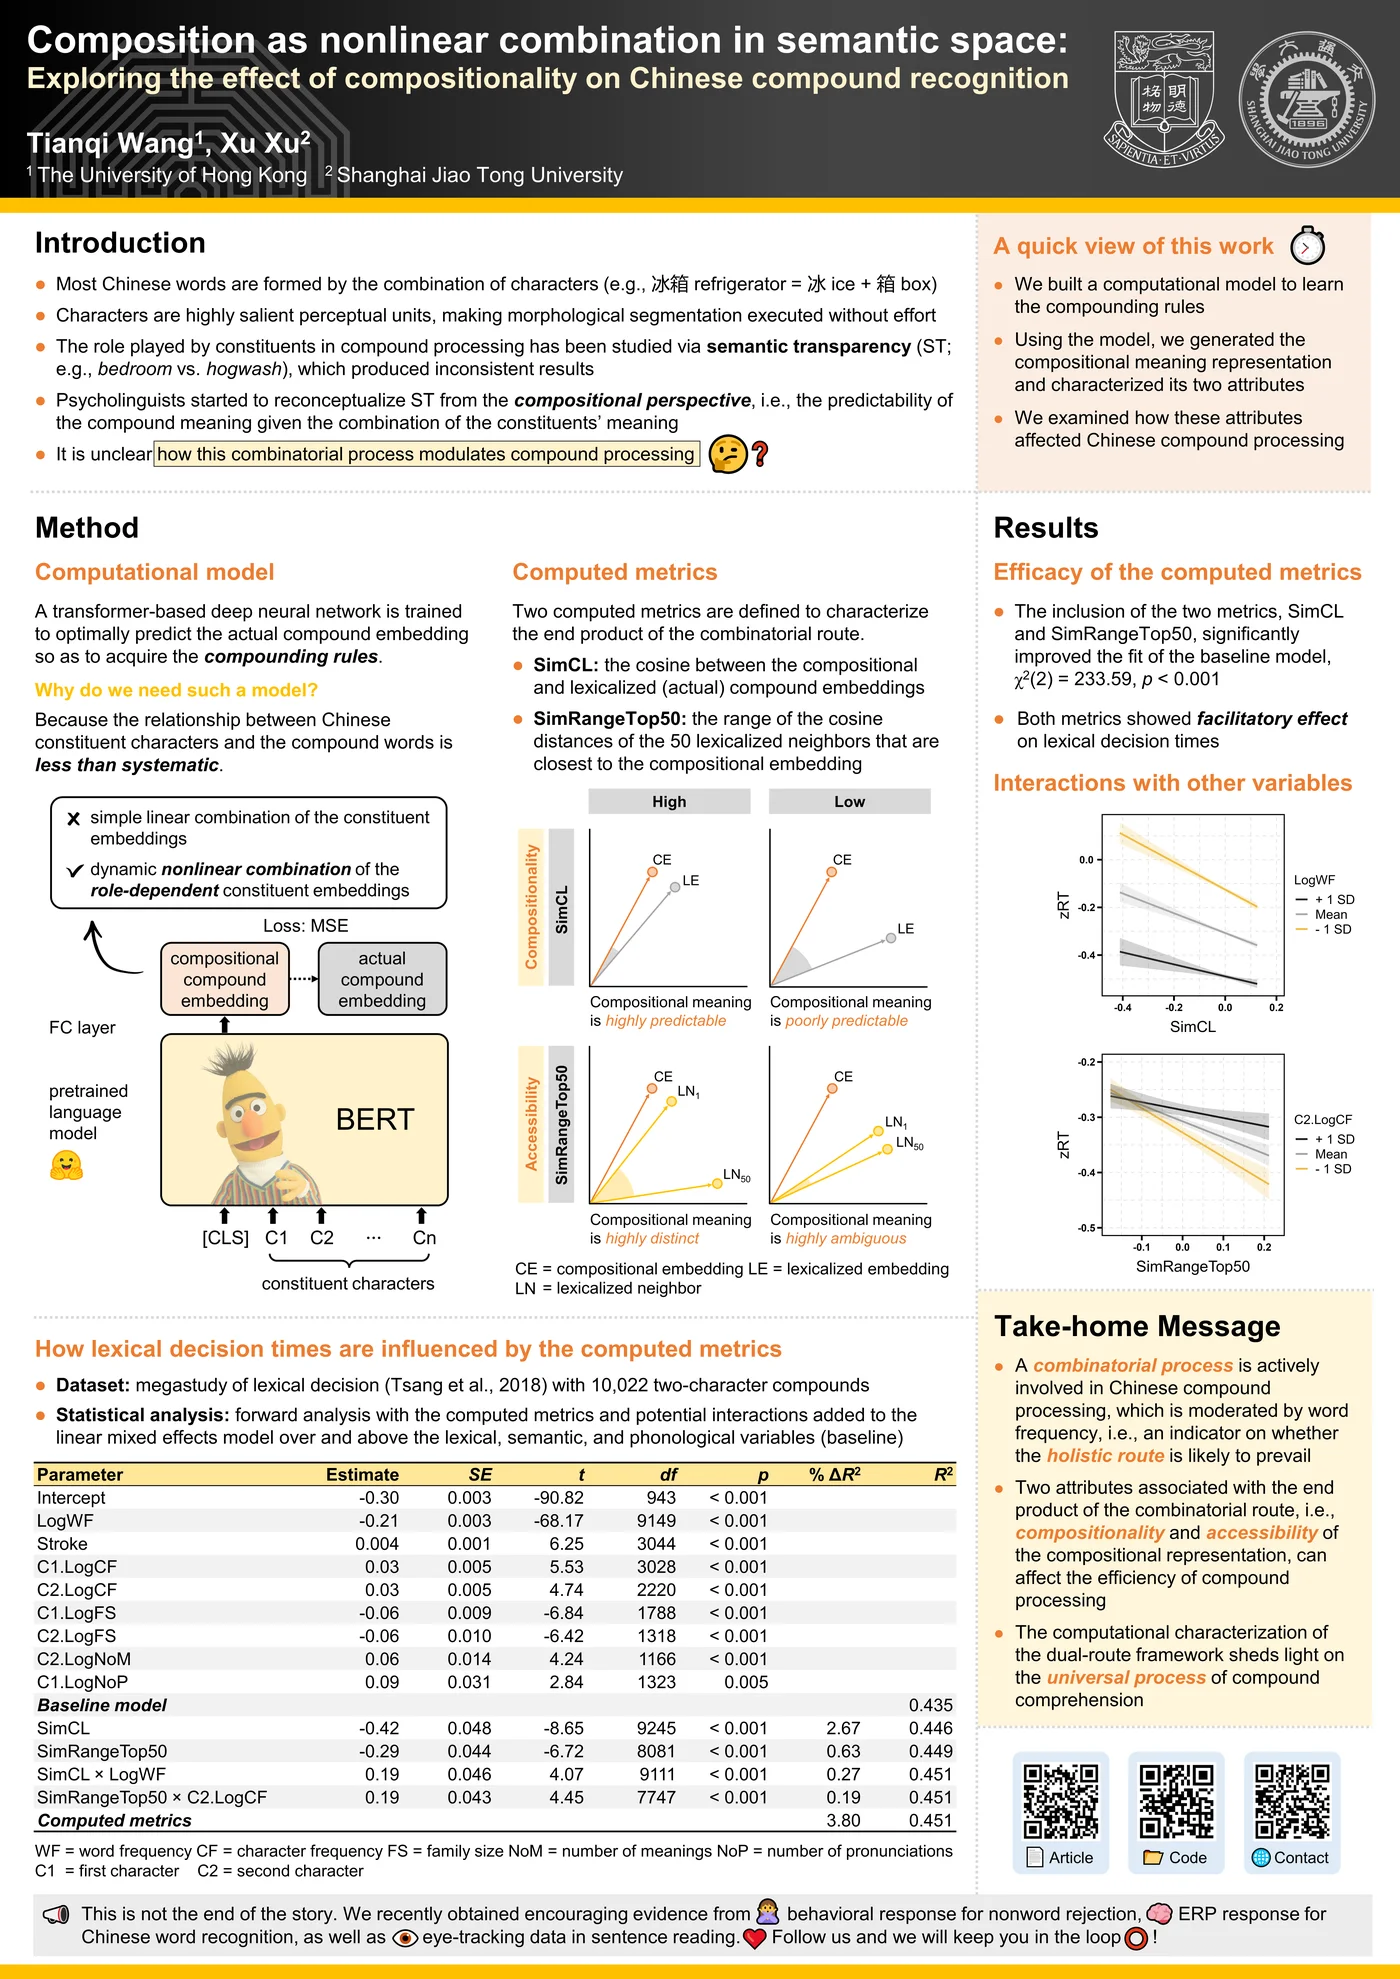 Composition as nonlinear combination in semantic space:
Exploring the effect of compositionality on Chinese compound recognition
Tianqi Wang1, Xu Xu2
1 The University of Hong Kong 2 Shanghai Jiao Tong University
明德格物
SAPIENTIA·ET·VIRTUS
SHANGHAI JIAO TONG UNIVERSITY
1896
Introduction
• Most Chinese words are formed by the combination of characters (e.g., 冰箱 refrigerator = 冰 ice + 箱 box)
• Characters are highly salient perceptual units, making morphological segmentation executed without effort
• The role played by constituents in compound processing has been studied via semantic transparency (ST;
e.g., bedroom vs. hogwash), which produced inconsistent results
• Psycholinguists started to reconceptualize ST from the compositional perspective, i.e., the predictability of
the compound meaning given the combination of the constituents' meaning
• It is unclear how this combinatorial process modulates compound processing 🤔❓
A quick view of this work
• We built a computational model to learn
the compounding rules
• Using the model, we generated the
compositional meaning representation
and characterized its two attributes
• We examined how these attributes
affected Chinese compound processing
Method
Computational model
A transformer-based deep neural network is trained
to optimally predict the actual compound embedding
so as to acquire the compounding rules.
Why do we need such a model?
Because the relationship between Chinese
constituent characters and the compound words is
less than systematic.
✗ simple linear combination of the constituent
embeddings
✓ dynamic nonlinear combination of the
role-dependent constituent embeddings
Loss: MSE
compositional
compound
embedding
actual
compound
embedding
FC layer
pretrained
language
model
BERT
[CLS] C1 C2 ... Cn
constituent characters
Computed metrics
Two computed metrics are defined to characterize
the end product of the combinatorial route.
• SimCL: the cosine between the compositional
and lexicalized (actual) compound embeddings
• SimRangeTop50: the range of the cosine
distances of the 50 lexicalized neighbors that are
closest to the compositional embedding
High Low
Compositionality
SimCL
CE
LE
CE
LE
Compositional meaning
is highly predictable
Compositional meaning
is poorly predictable
Accessibility
SimRangeTop50
CE
LN1
LN50
CE
LN1
LN50
Compositional meaning
is highly distinct
Compositional meaning
is highly ambiguous
CE = compositional embedding LE = lexicalized embedding
LN = lexicalized neighbor
Results
Efficacy of the computed metrics
• The inclusion of the two metrics, SimCL
and SimRangeTop50, significantly
improved the fit of the baseline model,
χ2(2) = 233.59, p < 0.001
• Both metrics showed facilitatory effect
on lexical decision times
Interactions with other variables
zRT
0.0
-0.2
-0.4
-0.4 -0.2 0.0 0.2
SimCL
LogWF
+ 1 SD
Mean
- 1 SD
zRT
-0.2
-0.3
-0.4
-0.5
-0.1 0.0 0.1 0.2
SimRangeTop50
C2.LogCF
+ 1 SD
Mean
- 1 SD
How lexical decision times are influenced by the computed metrics
• Dataset: megastudy of lexical decision (Tsang et al., 2018) with 10,022 two-character compounds
• Statistical analysis: forward analysis with the computed metrics and potential interactions added to the
linear mixed effects model over and above the lexical, semantic, and phonological variables (baseline)
Parameter Estimate SE t df p % ΔR2 R2
Intercept -0.30 0.003 -90.82 943 < 0.001
LogWF -0.21 0.003 -68.17 9149 < 0.001
Stroke 0.004 0.001 6.25 3044 < 0.001
C1.LogCF 0.03 0.005 5.53 3028 < 0.001
C2.LogCF 0.03 0.005 4.74 2220 < 0.001
C1.LogFS -0.06 0.009 -6.84 1788 < 0.001
C2.LogFS -0.06 0.010 -6.42 1318 < 0.001
C2.LogNoM 0.06 0.014 4.24 1166 < 0.001
C1.LogNoP 0.09 0.031 2.84 1323 0.005
Baseline model 0.435
SimCL -0.42 0.048 -8.65 9245 < 0.001 2.67 0.446
SimRangeTop50 -0.29 0.044 -6.72 8081 < 0.001 0.63 0.449
SimCL × LogWF 0.19 0.046 4.07 9111 < 0.001 0.27 0.451
SimRangeTop50 × C2.LogCF 0.19 0.043 4.45 7747 < 0.001 0.19 0.451
Computed metrics 3.80 0.451
WF = word frequency CF = character frequency FS = family size NoM = number of meanings NoP = number of pronunciations
C1 = first character C2 = second character
Take-home Message
• A combinatorial process is actively
involved in Chinese compound
processing, which is moderated by word
frequency, i.e., an indicator on whether
the holistic route is likely to prevail
• Two attributes associated with the end
product of the combinatorial route, i.e.,
compositionality and accessibility of
the compositional representation, can
affect the efficiency of compound
processing
• The computational characterization of
the dual-route framework sheds light on
the universal process of compound
comprehension
Article
Code
Contact
This is not the end of the story. We recently obtained encouraging evidence from behavioral response for nonword rejection, ERP response for
Chinese word recognition, as well as eye-tracking data in sentence reading. Follow us and we will keep you in the loop !